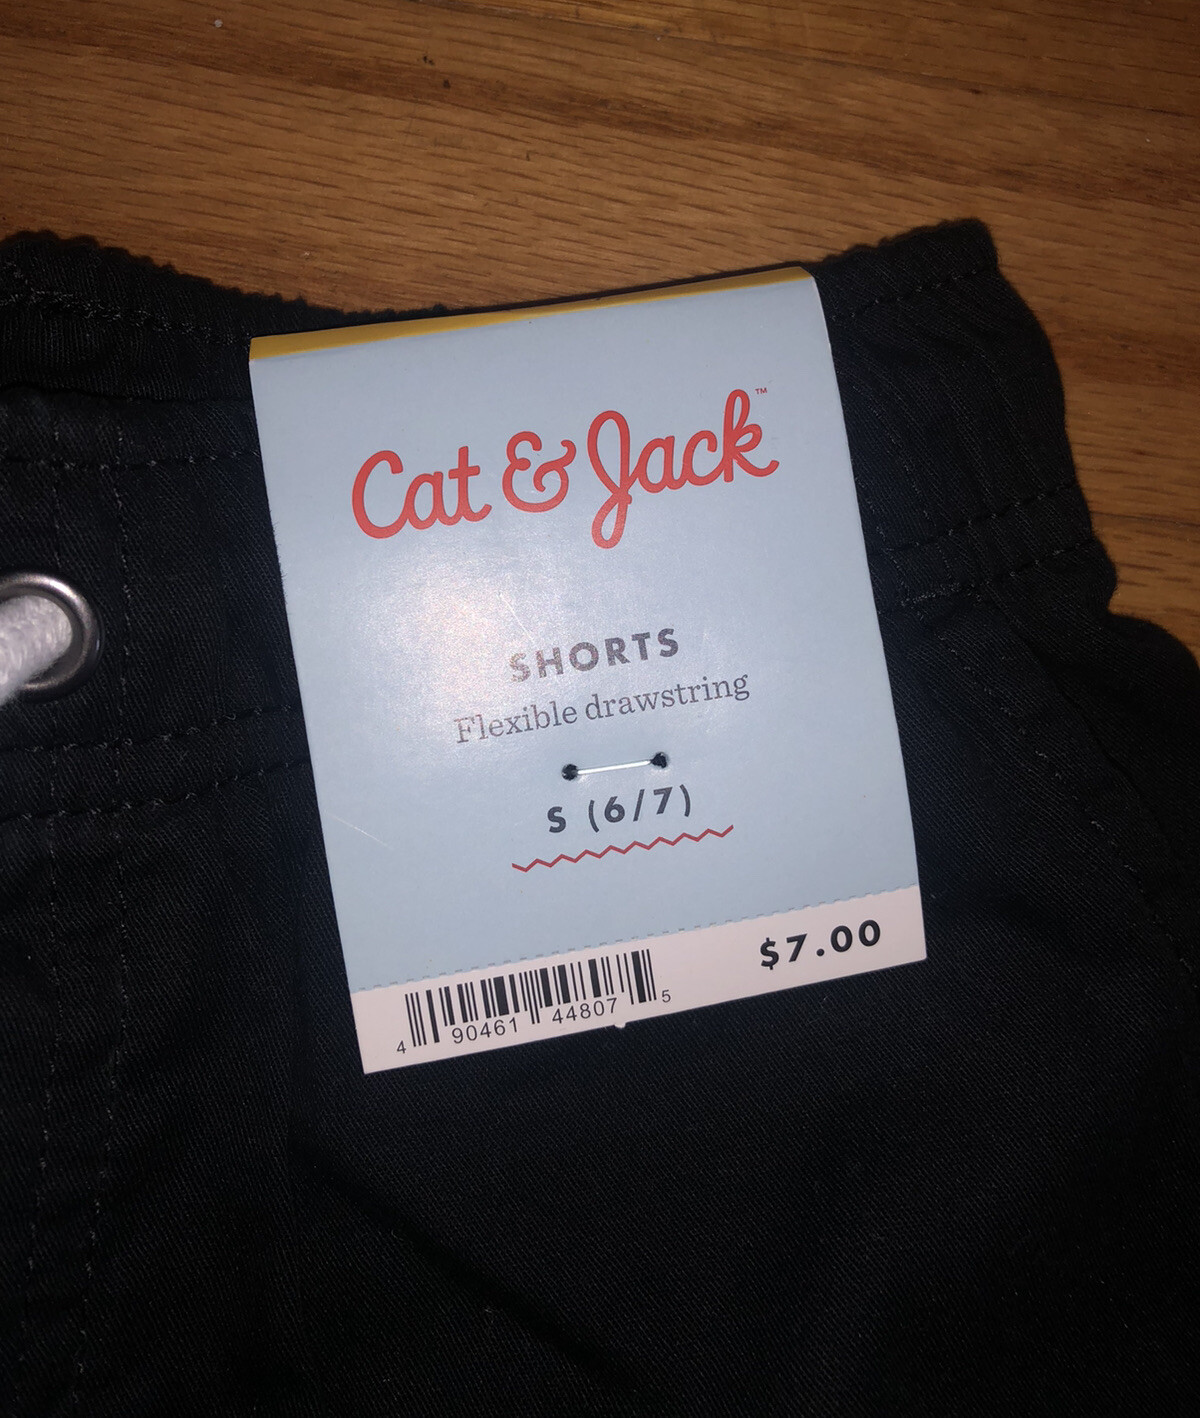 Cat & Jack™
SHORTS
Flexible drawstring
S (6/7)
$7.00
4 90461 44807 5